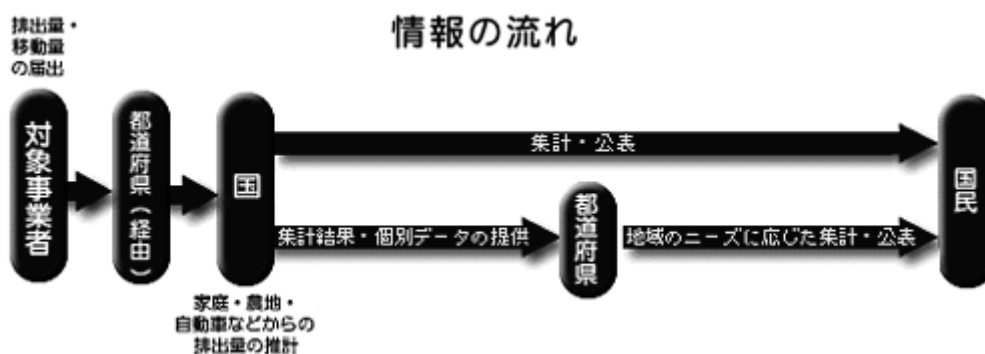 情報の流れ
排出量・
移動量
の届出
対象事業者
都道府県（経由）
国
集計・公表
国民
集計結果・個別データの提供
都道府県
地域のニーズに応じた集計・公表
家庭・農地・
自動車などからの
排出量の推計